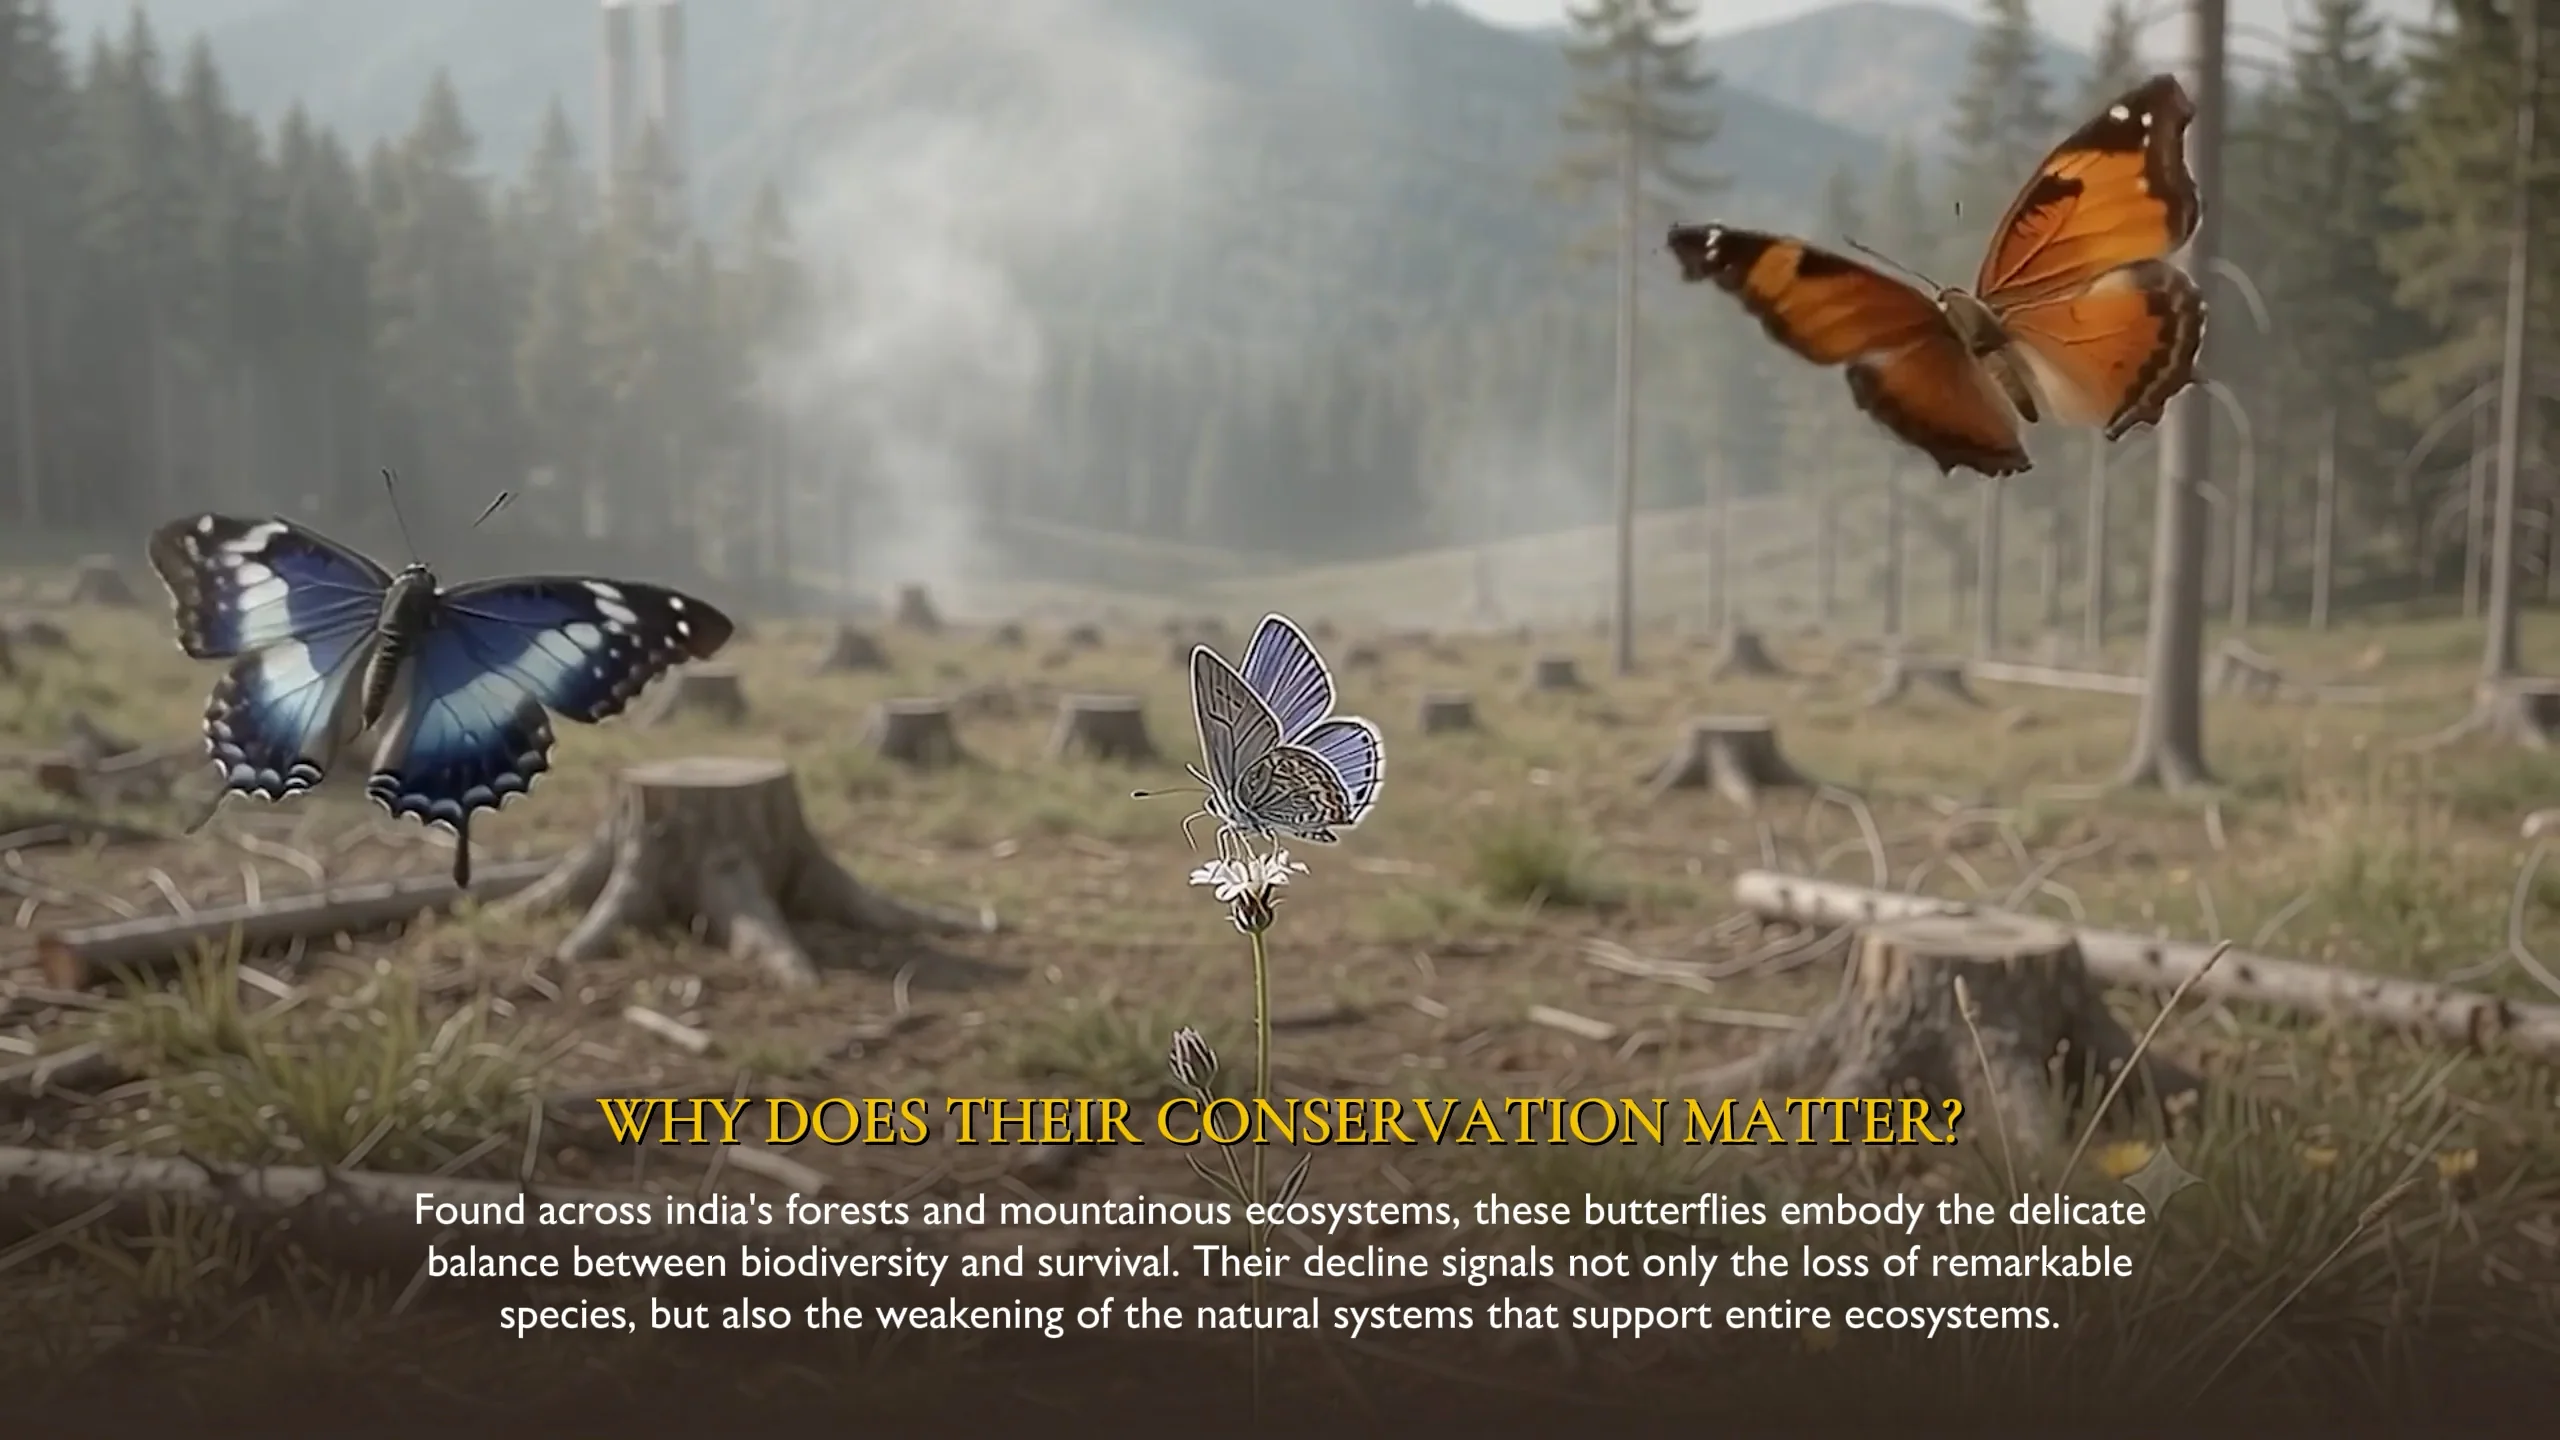 WHY DOES THEIR CONSERVATION MATTER?
Found across india's forests and mountainous ecosystems, these butterflies embody the delicate
balance between biodiversity and survival. Their decline signals not only the loss of remarkable
species, but also the weakening of the natural systems that support entire ecosystems.